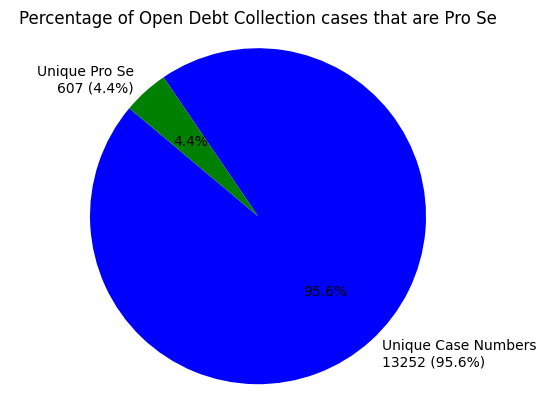 Percentage of Open Debt Collection cases that are Pro Se
Unique Pro Se
607 (4.4%)
4.4%
95.6%
Unique Case Numbers
13252 (95.6%)